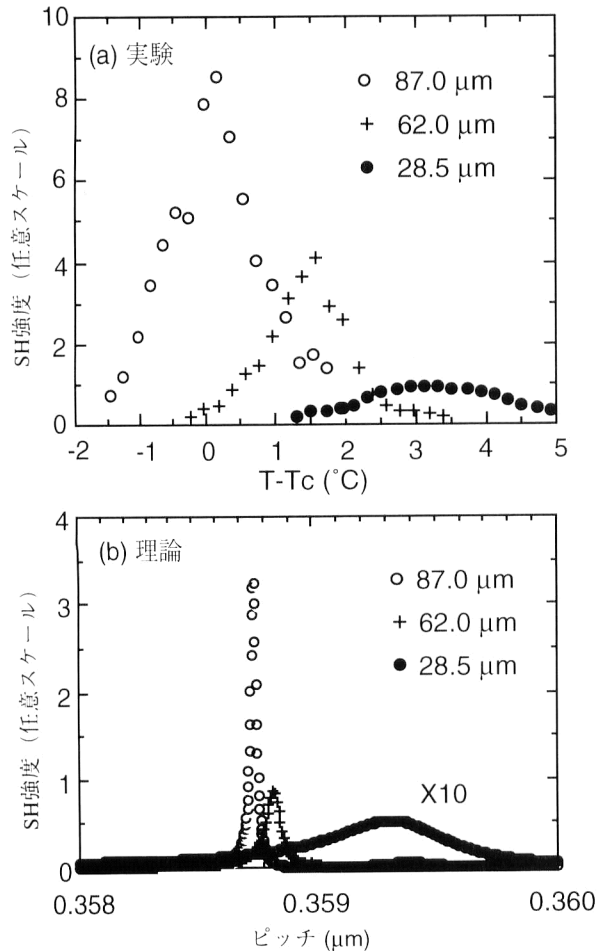 (a) 実験
87.0 μm
62.0 μm
28.5 μm
SH強度 (任意スケール)
10
8
6
4
2
0
-2 -1 0 1 2 3 4 5
T-Tc (°C)
(b) 理論
87.0 μm
62.0 μm
28.5 μm
X10
SH強度 (任意スケール)
4
3
2
1
0
0.358 0.359 0.360
ピッチ (μm)